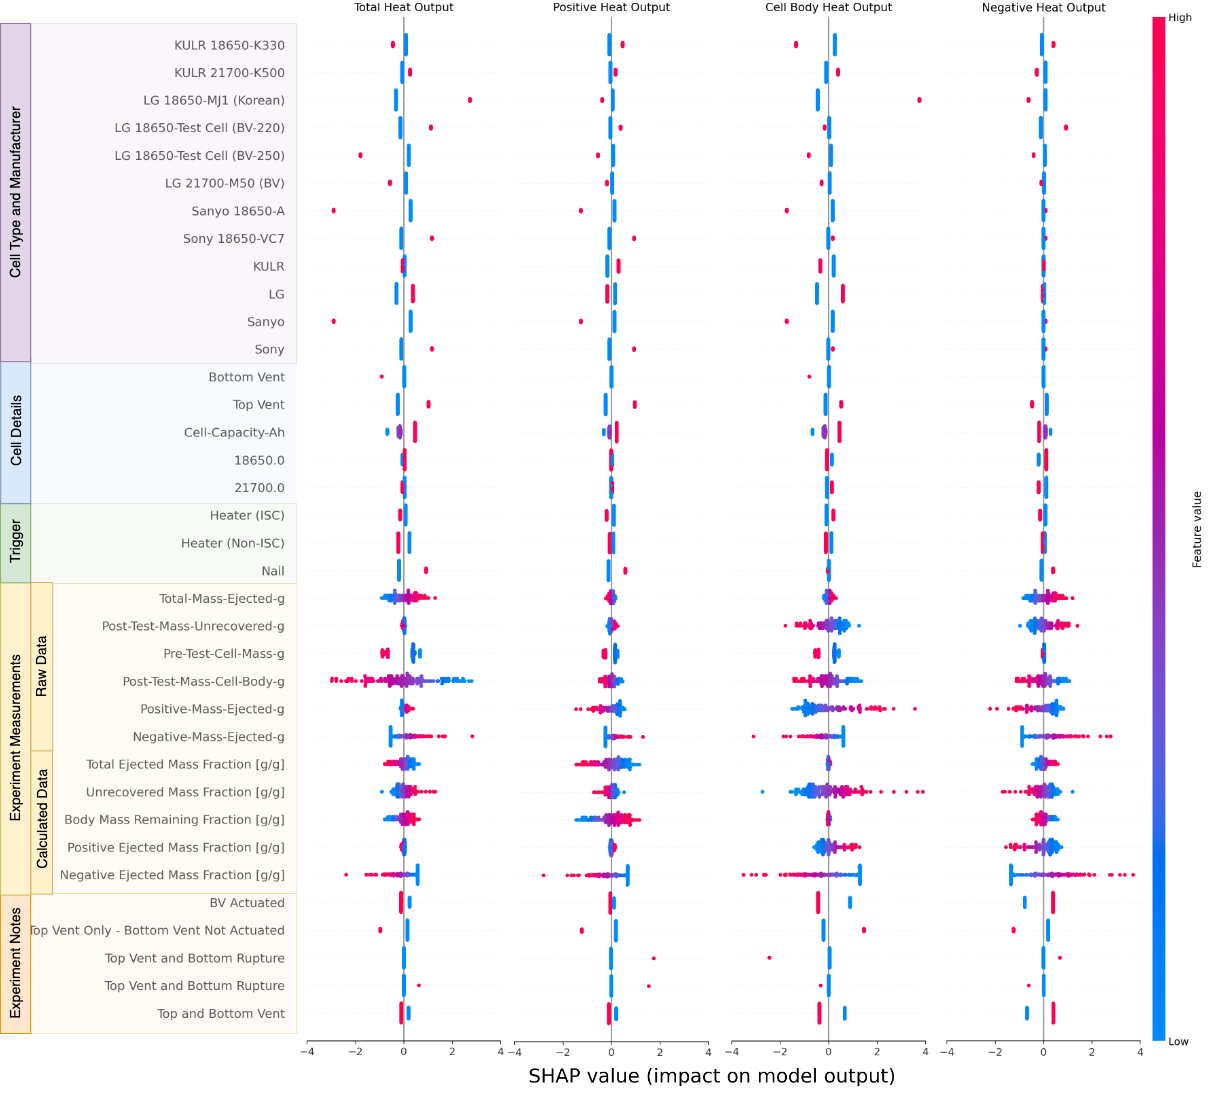 Total Heat Output Positive Heat Output Cell Body Heat Output Negative Heat Output
High
Cell Type and Manufacturer
KULR 18650-K330
KULR 21700-K500
LG 18650-MJ1 (Korean)
LG 18650-Test Cell (BV-220)
LG 18650-Test Cell (BV-250)
LG 21700-M50 (BV)
Sanyo 18650-A
Sony 18650-VC7
KULR
LG
Sanyo
Sony
Cell Details
Bottom Vent
Top Vent
Cell-Capacity-Ah
18650.0
21700.0
Trigger
Heater (ISC)
Heater (Non-ISC)
Nail
Experiment Measurements
Raw Data
Total-Mass-Ejected-g
Post-Test-Mass-Unrecovered-g
Pre-Test-Cell-Mass-g
Post-Test-Mass-Cell-Body-g
Positive-Mass-Ejected-g
Negative-Mass-Ejected-g
Calculated Data
Total Ejected Mass Fraction [g/g]
Unrecovered Mass Fraction [g/g]
Body Mass Remaining Fraction [g/g]
Positive Ejected Mass Fraction [g/g]
Negative Ejected Mass Fraction [g/g]
Experiment Notes
BV Actuated
Top Vent Only - Bottom Vent Not Actuated
Top Vent and Bottom Rupture
Top Vent and Bottum Rupture
Top and Bottom Vent
Feature value
Low
−4 −2 0 2 4 −4 −2 0 2 4 −4 −2 0 2 4 −4 −2 0 2 4
SHAP value (impact on model output)